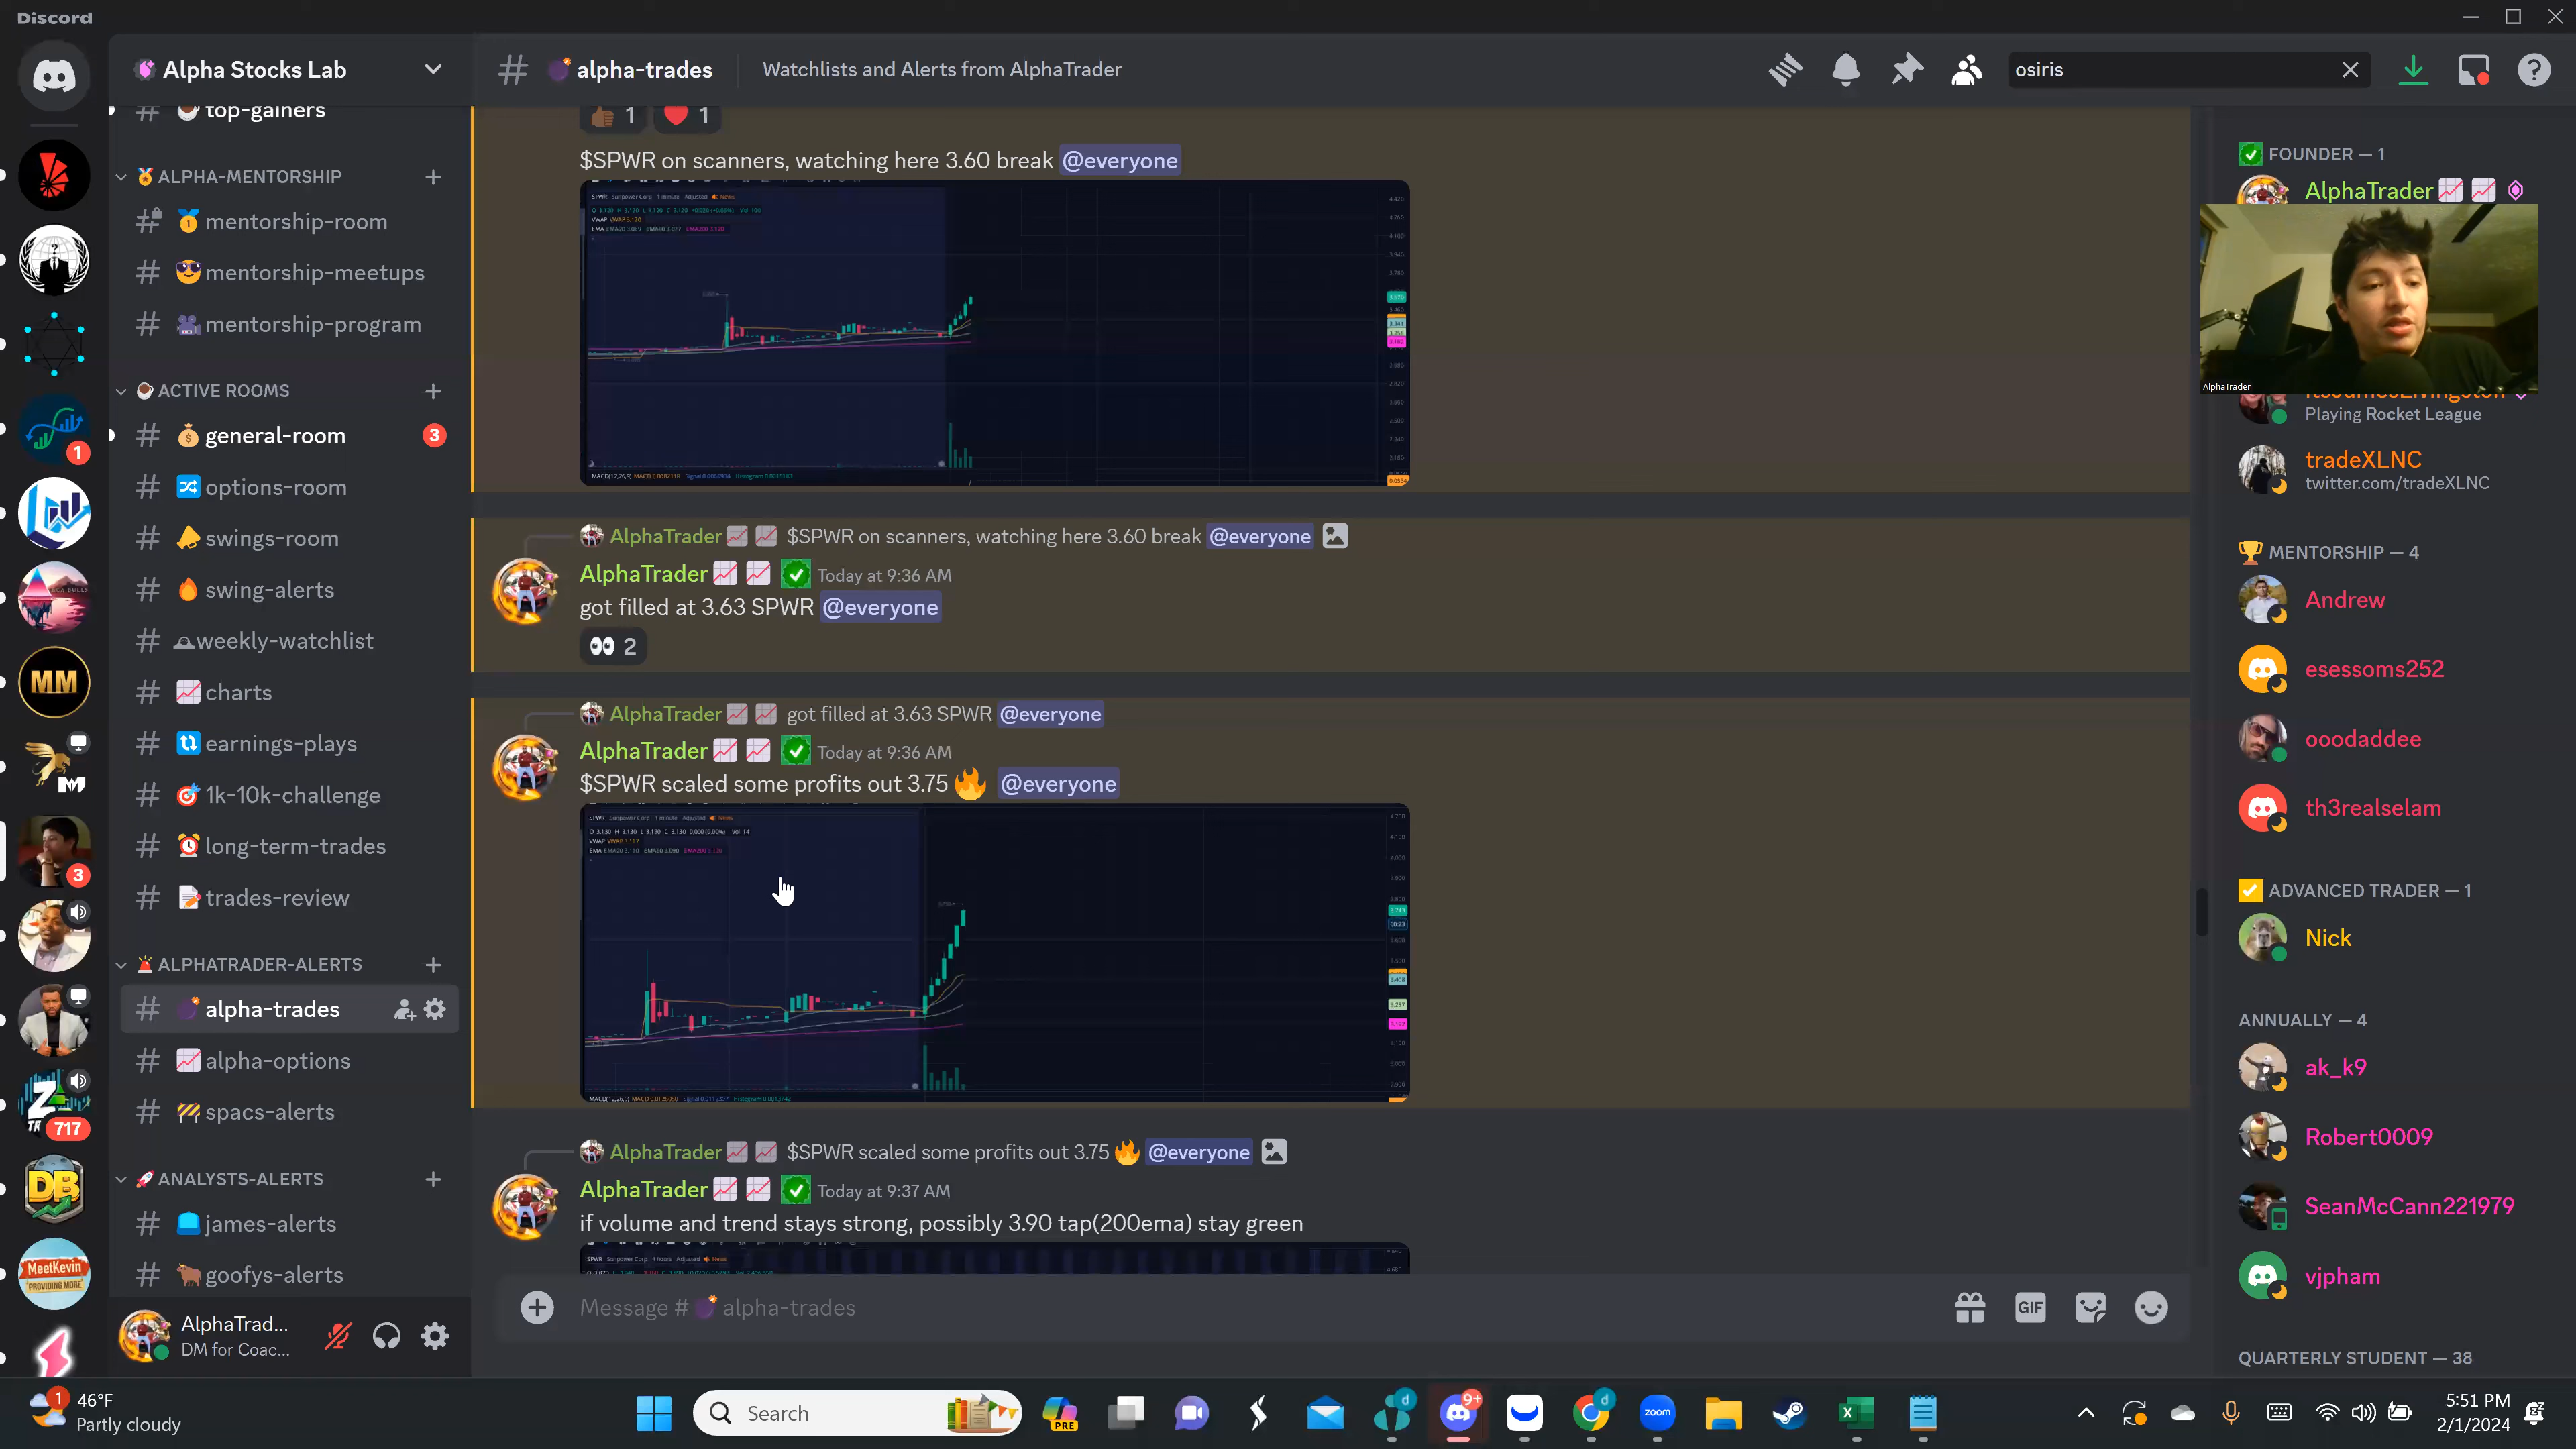 Discord
Alpha Stocks Lab
alpha-trades
Watchlists and Alerts from AlphaTrader
osiris
top-gainers
ALPHA-MENTORSHIP
mentorship-room
mentorship-meetups
mentorship-program
ACTIVE ROOMS
general-room
3
options-room
swings-room
swing-alerts
weekly-watchlist
charts
earnings-plays
1k-10k-challenge
long-term-trades
trades-review
ALPHATRADER-ALERTS
alpha-trades
alpha-options
spacs-alerts
ANALYSTS-ALERTS
james-alerts
goofys-alerts
AlphaTrad...
DM for Coac...
1
MM
3
717
DB
MeetKevin
"PROVIDING MORE"
1
1
$SPWR on scanners, watching here 3.60 break @everyone
AlphaTrader $SPWR on scanners, watching here 3.60 break @everyone
AlphaTrader Today at 9:36 AM
got filled at 3.63 SPWR @everyone
2
AlphaTrader got filled at 3.63 SPWR @everyone
AlphaTrader Today at 9:36 AM
$SPWR scaled some profits out 3.75 @everyone
AlphaTrader $SPWR scaled some profits out 3.75 @everyone
AlphaTrader Today at 9:37 AM
if volume and trend stays strong, possibly 3.90 tap(200ema) stay green
Message # alpha-trades
GIF
FOUNDER — 1
AlphaTrader
AlphaTrader
Playing Rocket League
tradeXLNC
twitter.com/tradeXLNC
MENTORSHIP — 4
Andrew
esessoms252
ooodaddee
th3realselam
ADVANCED TRADER — 1
Nick
ANNUALLY — 4
ak_k9
Robert0009
SeanMcCann221979
vjpham
QUARTERLY STUDENT — 38
1
46°F
Partly cloudy
Search
PRE
9+
zoom
5:51 PM
2/1/2024